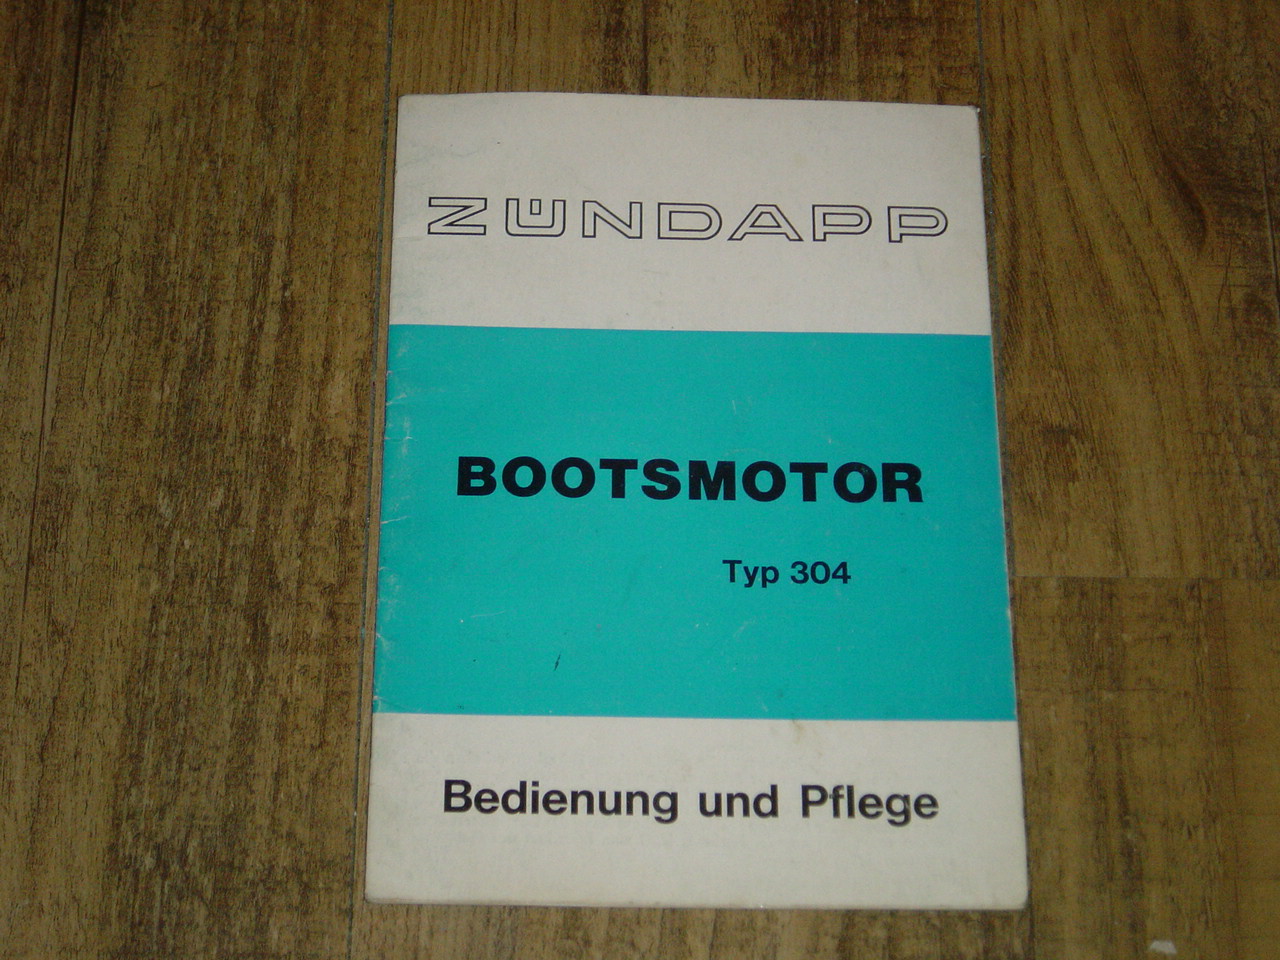 ZÜNDAPP
BOOTSMOTOR
Typ 304
Bedienung und Pflege